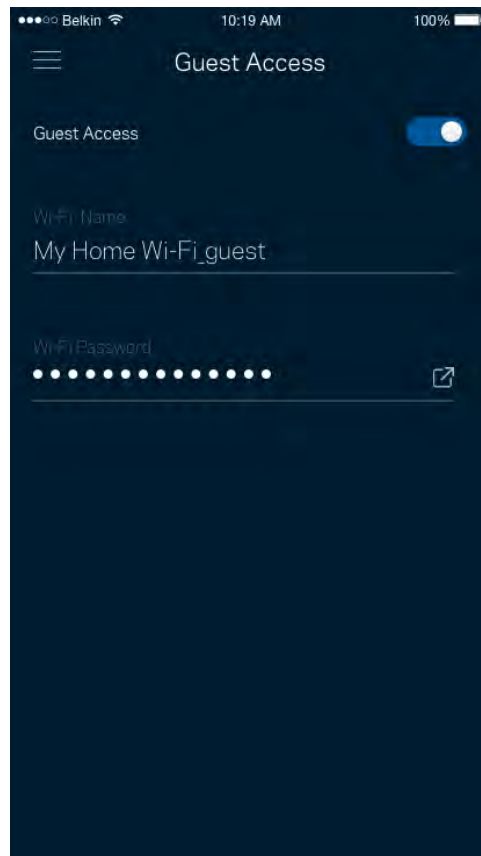 Belkin 10:19 AM 100%
Guest Access
Guest Access
Wi-Fi Name
My Home Wi-Fi_guest
Wi-Fi Password